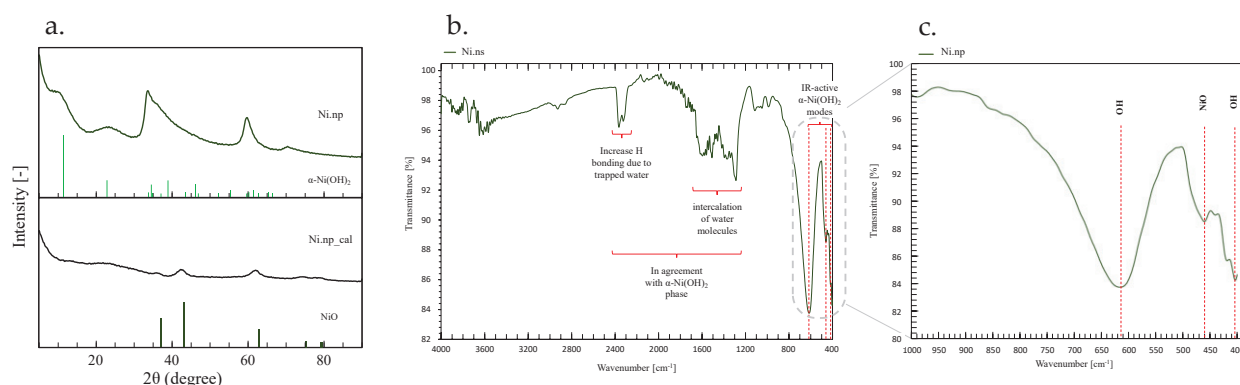 a.
Intensity [-]
Ni.np
α-Ni(OH)2
Ni.np_cal
NiO
20
40
60
80
2θ (degree)
b.
Ni.ns
Transmittance [%]
100
98
96
94
92
90
88
86
84
82
IR-active
α-Ni(OH)2
modes
Increase H
bonding due to
trapped water
intercalation
of water
molecules
In agreement
with α-Ni(OH)2
phase
4000
3600
3200
2800
2400
2000
1600
1200
800
400
Wavenumber [cm-1]
c.
Ni.np
Transmittance [%]
100
98
96
94
92
90
88
86
84
82
OH
NiO
OH
1000
950
900
850
800
750
700
650
600
550
500
450
400
Wavenumber [cm-1]